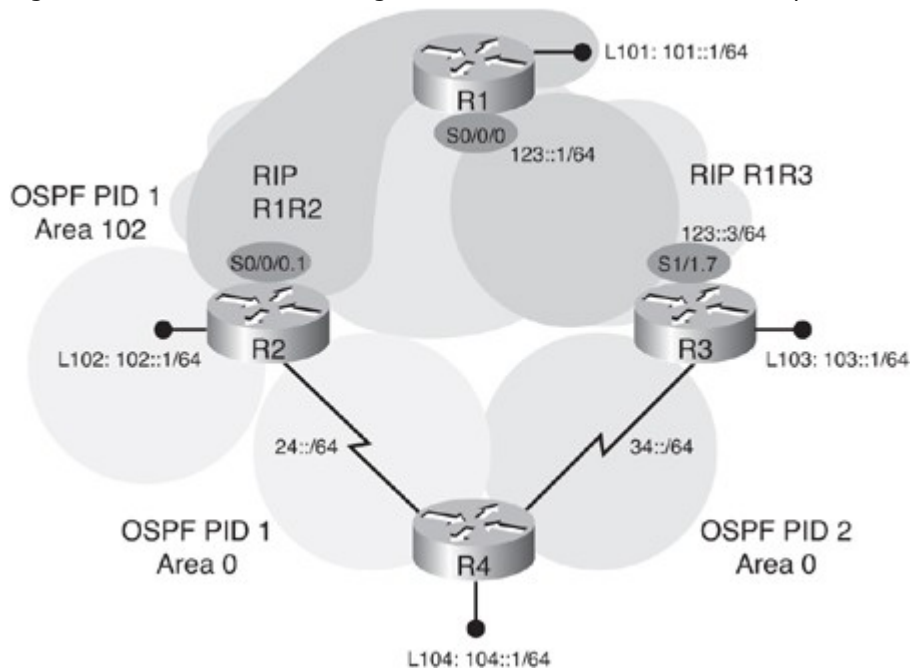 L101: 101::1/64
R1
S0/0/0
123::1/64
RIP
R1R2
RIP R1R3
OSPF PID 1
Area 102
123::3/64
S0/0/0.1
S1/1.7
R2
R3
L102: 102::1/64
L103: 103::1/64
24::/64
34::/64
OSPF PID 1
Area 0
OSPF PID 2
Area 0
R4
L104: 104::1/64